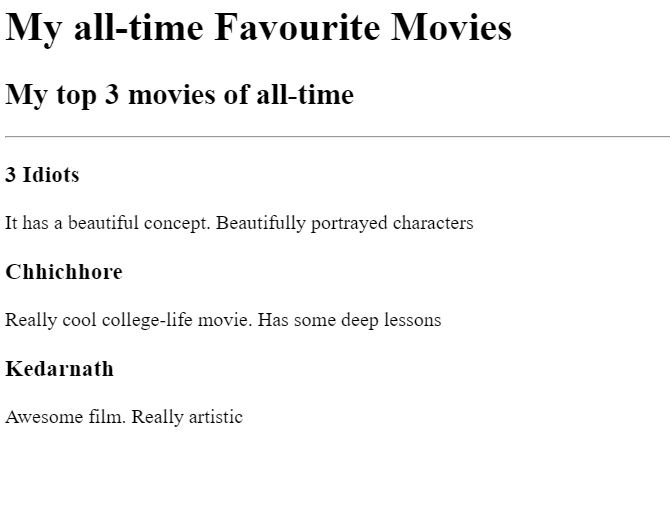 My all-time Favourite Movies
My top 3 movies of all-time
3 Idiots
It has a beautiful concept. Beautifully portrayed characters
Chhichhore
Really cool college-life movie. Has some deep lessons
Kedarnath
Awesome film. Really artistic